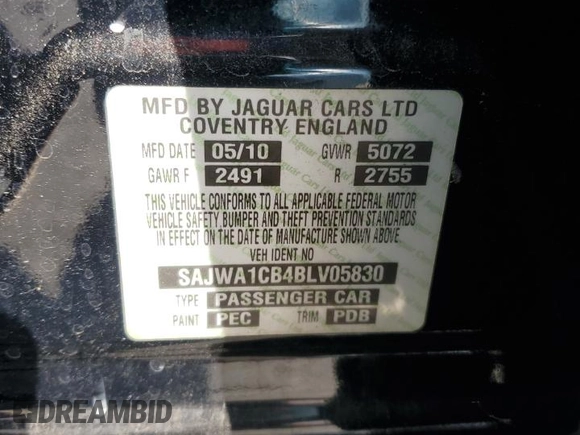 MFD BY JAGUAR CARS LTD
COVENTRY ENGLAND
MFD DATE 05/10 GVWR 5072
GAWR F 2491 R 2755
THIS VEHICLE CONFORMS TO ALL APPLICABLE FEDERAL MOTOR
VEHICLE SAFETY BUMPER AND THEFT PREVENTION STANDARDS
IN EFFECT ON THE DATE OF MANUFACTURE SHOWN ABOVE
VEH IDENT NO
SAJWA1CB4BLV05830
TYPE PASSENGER CAR
PAINT PEC TRIM PDB
DREAMBID